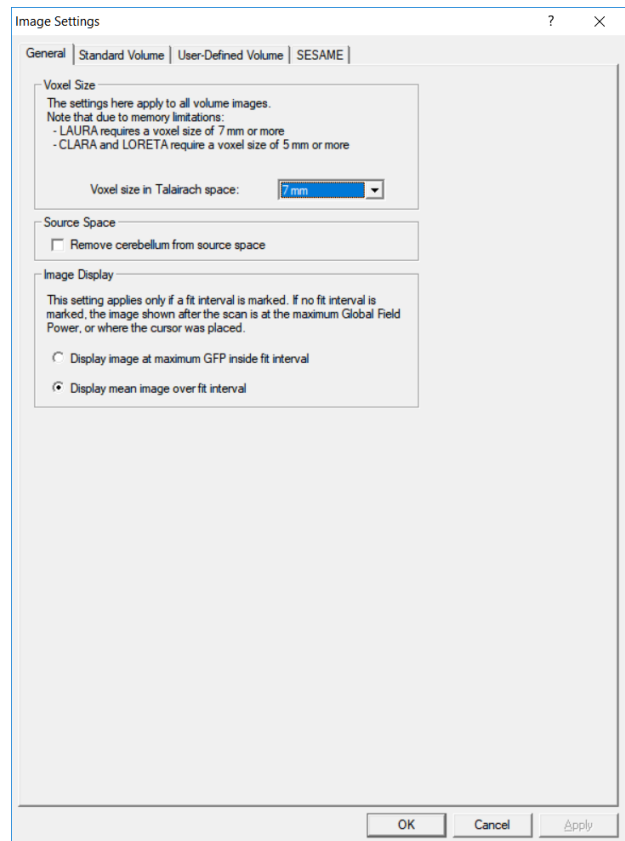 Image Settings
?
General
Standard Volume
User-Defined Volume
SESAME
Voxel Size
The settings here apply to all volume images.
Note that due to memory limitations:
- LAURA requires a voxel size of 7 mm or more
- CLARA and LORETA require a voxel size of 5 mm or more
Voxel size in Talairach space:
7 mm
Source Space
Remove cerebellum from source space
Image Display
This setting applies only if a fit interval is marked. If no fit interval is
marked, the image shown after the scan is at the maximum Global Field
Power, or where the cursor was placed.
Display image at maximum GFP inside fit interval
Display mean image over fit interval
OK
Cancel
Apply